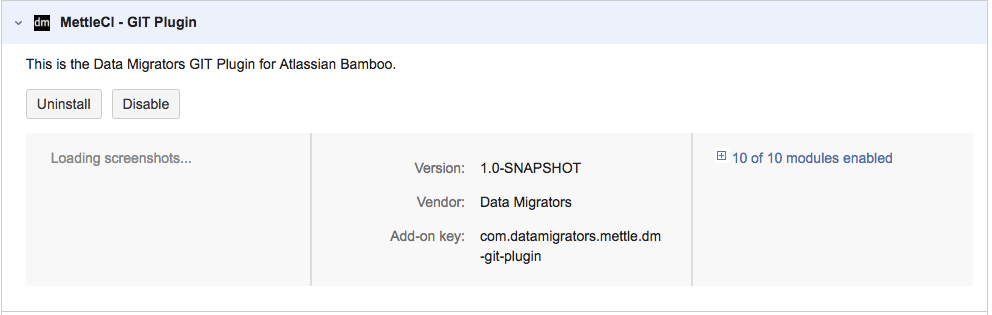 dm MettleCI - GIT Plugin
This is the Data Migrators GIT Plugin for Atlassian Bamboo.
Uninstall Disable
Loading screenshots...
Version: 1.0-SNAPSHOT
Vendor: Data Migrators
Add-on key: com.datamigrators.mettle.dm
-git-plugin
10 of 10 modules enabled